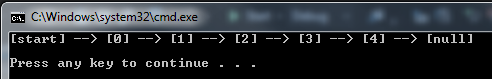 C:\Windows\system32\cmd.exe
[start] --> [0] --> [1] --> [2] --> [3] --> [4] --> [null]
Press any key to continue . . .